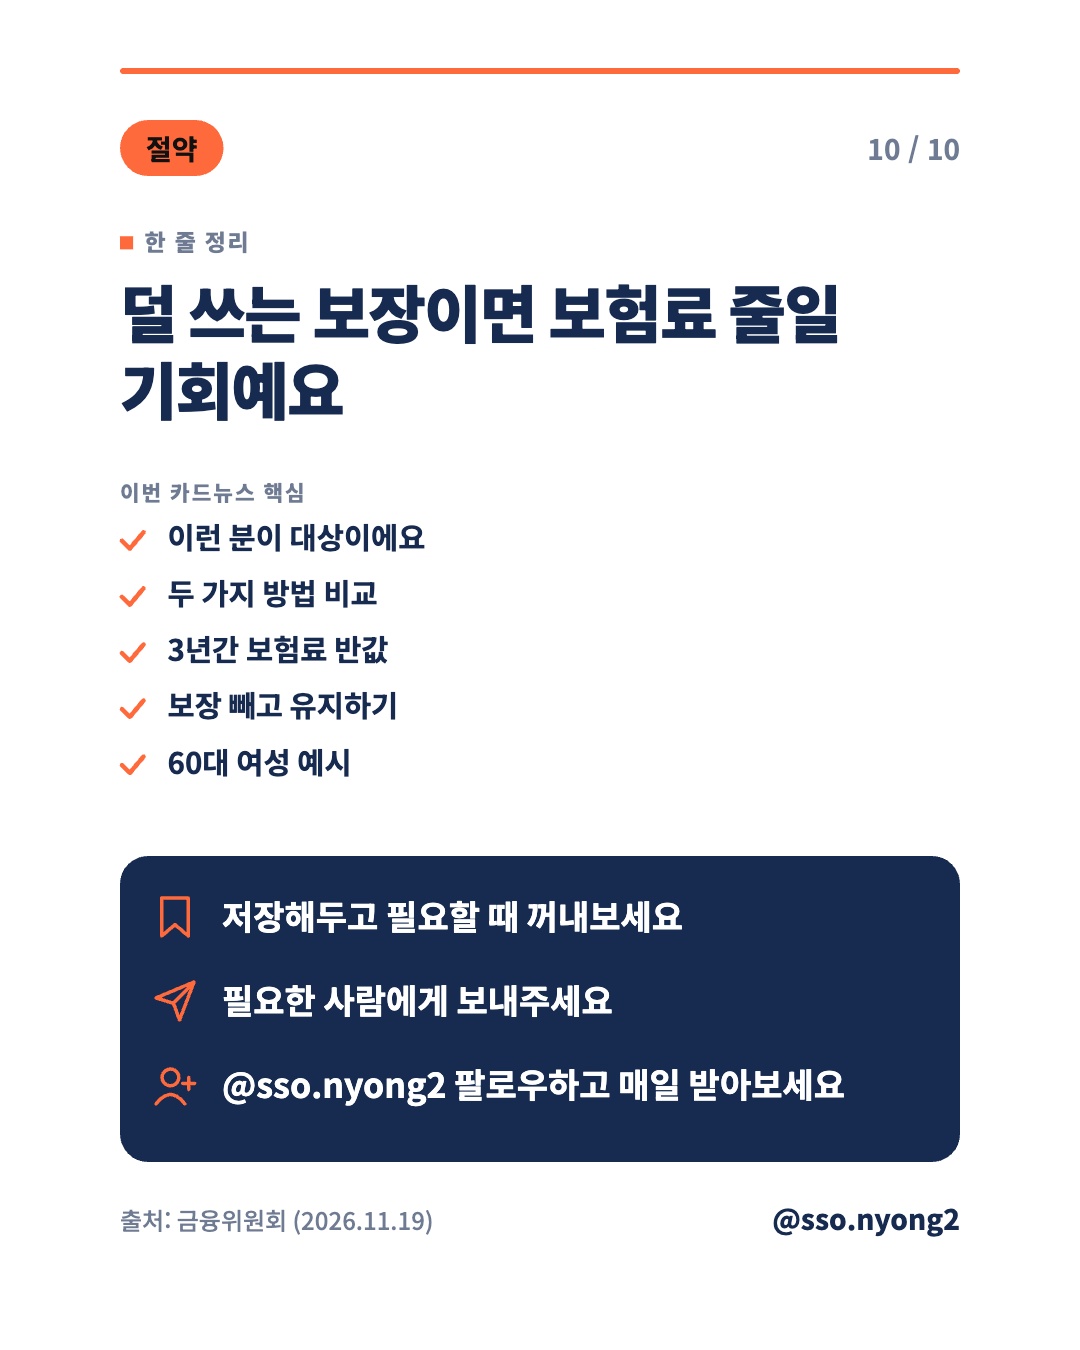 절약
10 / 10
한 줄 정리
덜 쓰는 보장이면 보험료 줄일
기회예요
이번 카드뉴스 핵심
이런 분이 대상이에요
두 가지 방법 비교
3년간 보험료 반값
보장 빼고 유지하기
60대 여성 예시
저장해두고 필요할 때 꺼내보세요
필요한 사람에게 보내주세요
@sso.nyong2 팔로우하고 매일 받아보세요
출처: 금융위원회 (2026.11.19)
@sso.nyong2